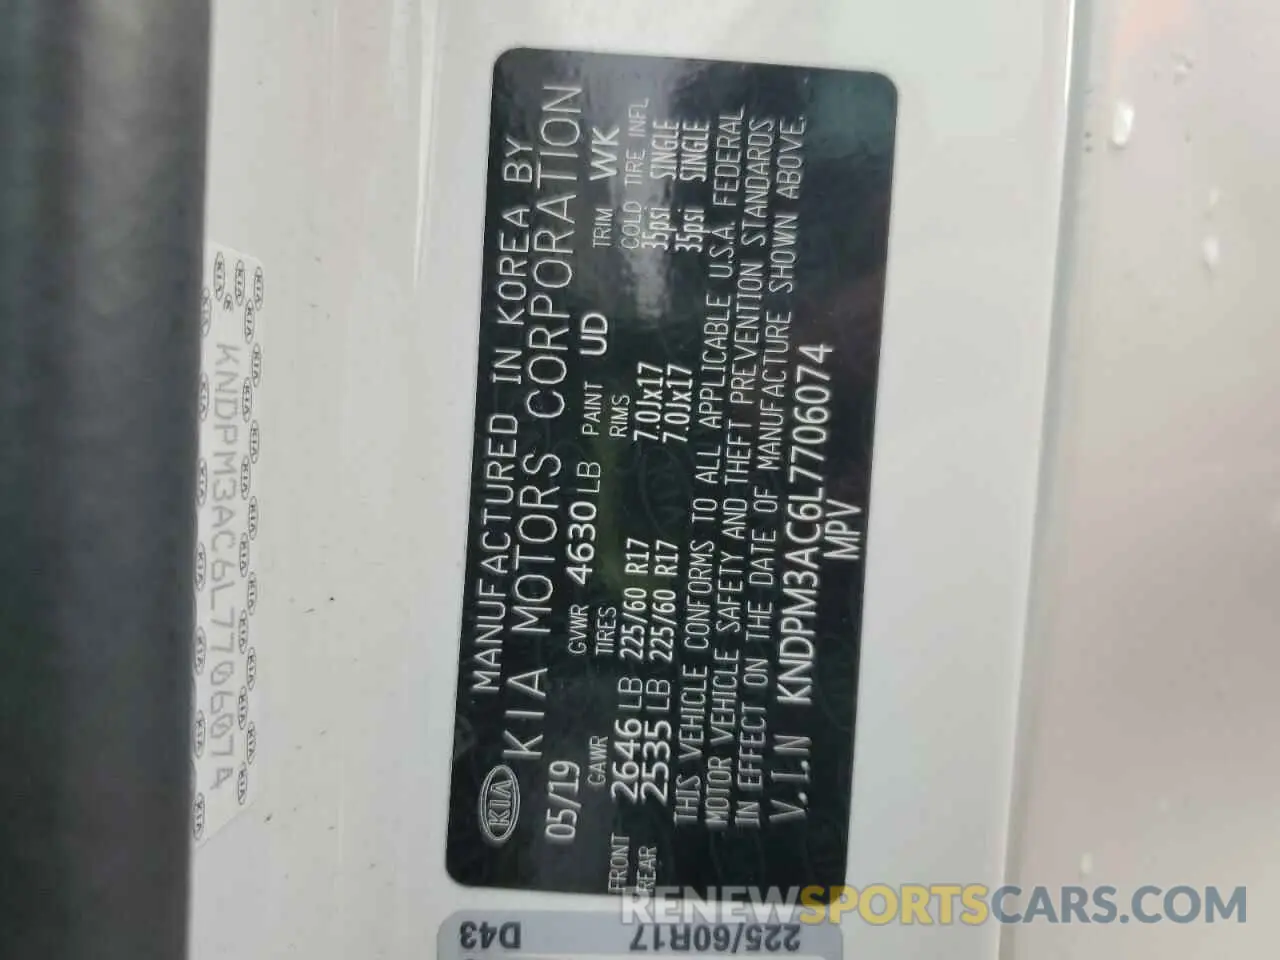 KIA
MANUFACTURED IN KOREA BY
KIA MOTORS CORPORATION
05/19 GVWR 4630 LB PAINT UD TRIM WK
GAWR TIRES RIMS COLD TIRE INFL
FRONT 2646 LB 225/60 R17 7.0Jx17 35psi SINGLE
REAR 2535 LB 225/60 R17 7.0Jx17 35psi SINGLE
THIS VEHICLE CONFORMS TO ALL APPLICABLE U.S.A. FEDERAL
MOTOR VEHICLE SAFETY AND THEFT PREVENTION STANDARDS
IN EFFECT ON THE DATE OF MANUFACTURE SHOWN ABOVE.
V.I.N KNDPM3AC6L7706074
MPV
KNDPM3AC6L7706074
D43
225/60R17
RENEWSPORTSCARS.COM